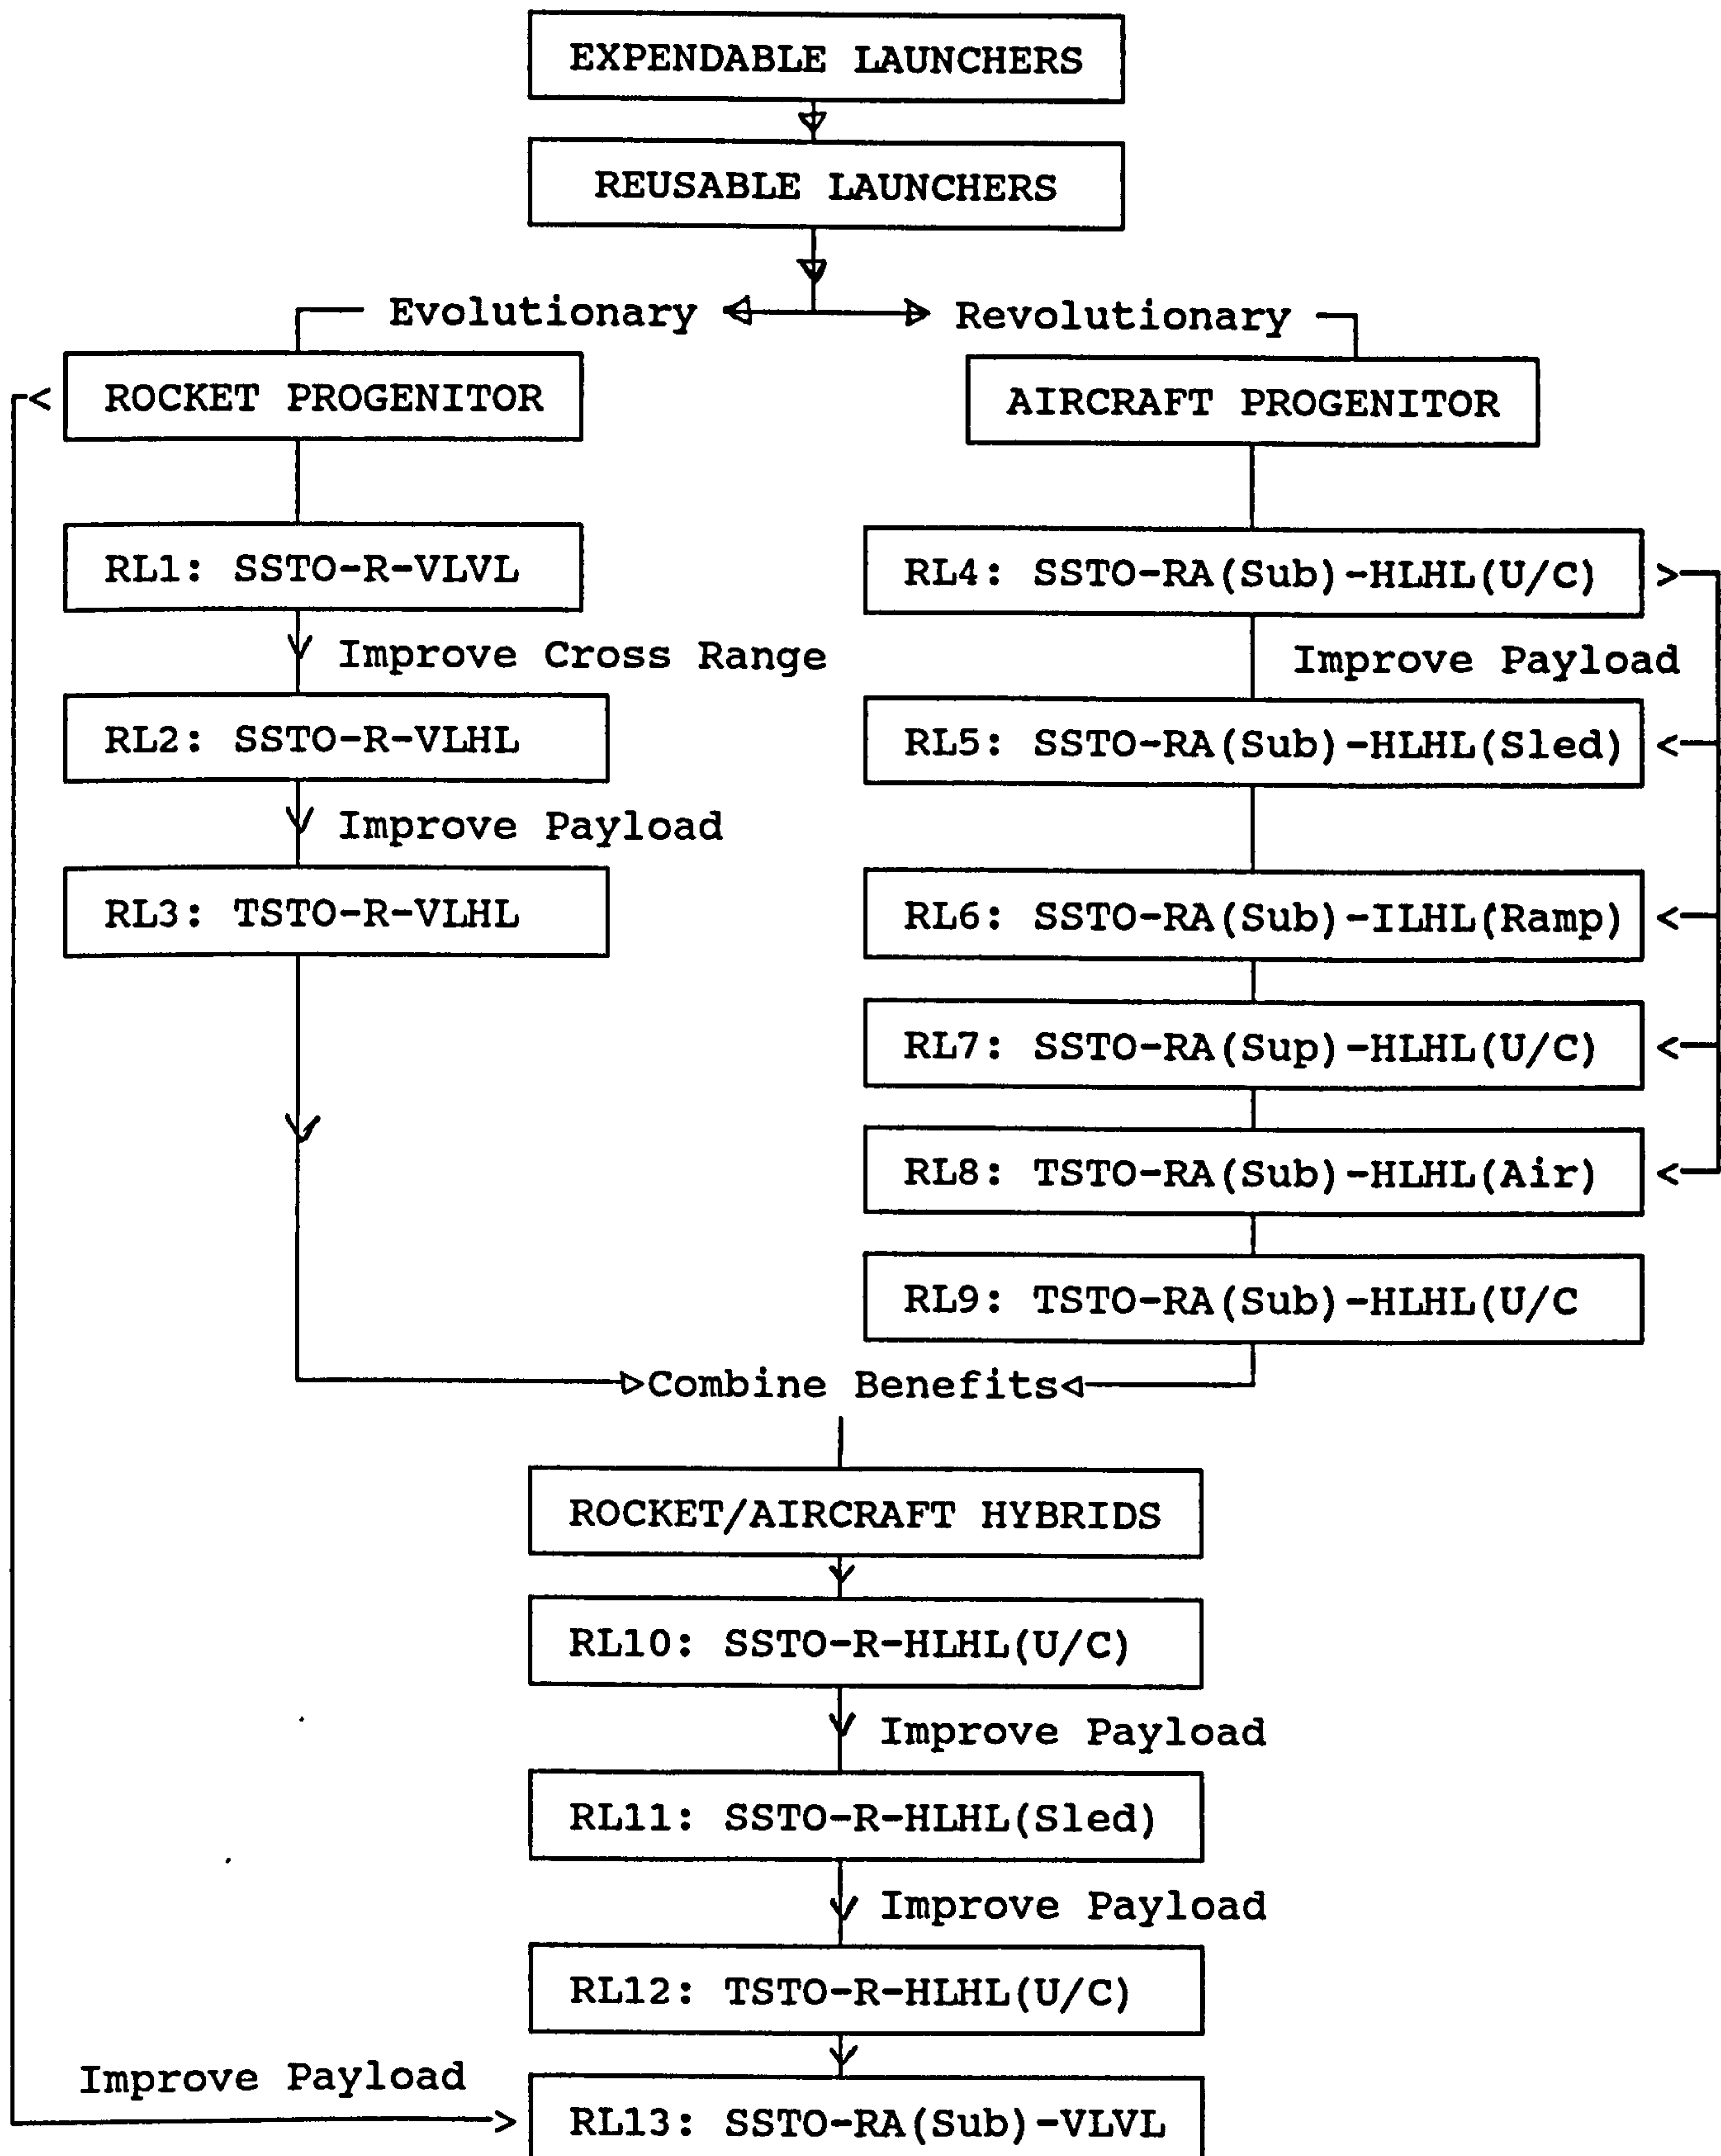 EXPENDABLE LAUNCHERS
REUSABLE LAUNCHERS
Evolutionary
Revolutionary
ROCKET PROGENITOR
AIRCRAFT PROGENITOR
RL1: SSTO-R-VLVL
RL4: SSTO-RA(Sub)-HLHL(U/C)
Improve Cross Range
Improve Payload
RL2: SSTO-R-VLHL
RL5: SSTO-RA(Sub)-HLHL(Sled)
Improve Payload
RL3: TSTO-R-VLHL
RL6: SSTO-RA(Sub)-ILHL(Ramp)
RL7: SSTO-RA(Sup)-HLHL(U/C)
RL8: TSTO-RA(Sub)-HLHL(Air)
RL9: TSTO-RA(Sub)-HLHL(U/C
Combine Benefits
ROCKET/AIRCRAFT HYBRIDS
RL10: SSTO-R-HLHL(U/C)
Improve Payload
RL11: SSTO-R-HLHL(Sled)
Improve Payload
RL12: TSTO-R-HLHL(U/C)
Improve Payload
RL13: SSTO-RA(Sub)-VLVL